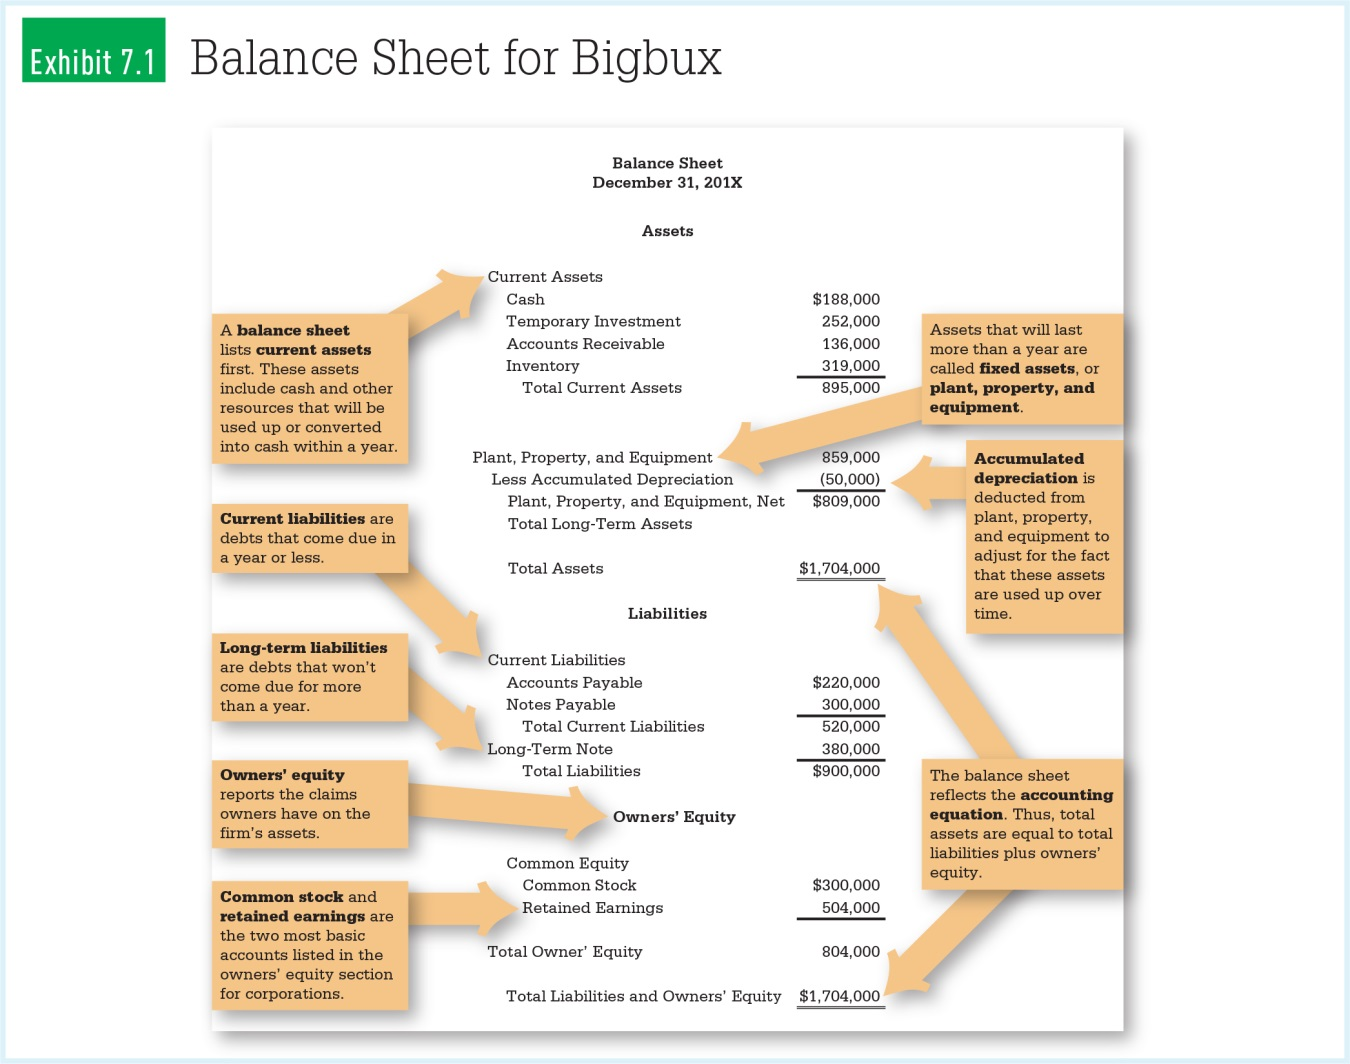 Exhibit 7.1
Balance Sheet for Bigbux
Balance Sheet
December 31, 201X
Assets
Current Assets
Cash $188,000
Temporary Investment 252,000
Accounts Receivable 136,000
Inventory 319,000
Total Current Assets 895,000
Plant, Property, and Equipment 859,000
Less Accumulated Depreciation (50,000)
Plant, Property, and Equipment, Net $809,000
Total Long-Term Assets
Total Assets $1,704,000
Liabilities
Current Liabilities
Accounts Payable $220,000
Notes Payable 300,000
Total Current Liabilities 520,000
Long-Term Note 380,000
Total Liabilities $900,000
Owners' Equity
Common Equity
Common Stock $300,000
Retained Earnings 504,000
Total Owner' Equity 804,000
Total Liabilities and Owners' Equity $1,704,000
A balance sheet
lists current assets
first. These assets
include cash and other
resources that will be
used up or converted
into cash within a year.
Current liabilities are
debts that come due in
a year or less.
Long-term liabilities
are debts that won't
come due for more
than a year.
Owners' equity
reports the claims
owners have on the
firm's assets.
Common stock and
retained earnings are
the two most basic
accounts listed in the
owners' equity section
for corporations.
Assets that will last
more than a year are
called fixed assets, or
plant, property, and
equipment.
Accumulated
depreciation is
deducted from
plant, property,
and equipment to
adjust for the fact
that these assets
are used up over
time.
The balance sheet
reflects the accounting
equation. Thus, total
assets are equal to total
liabilities plus owners'
equity.